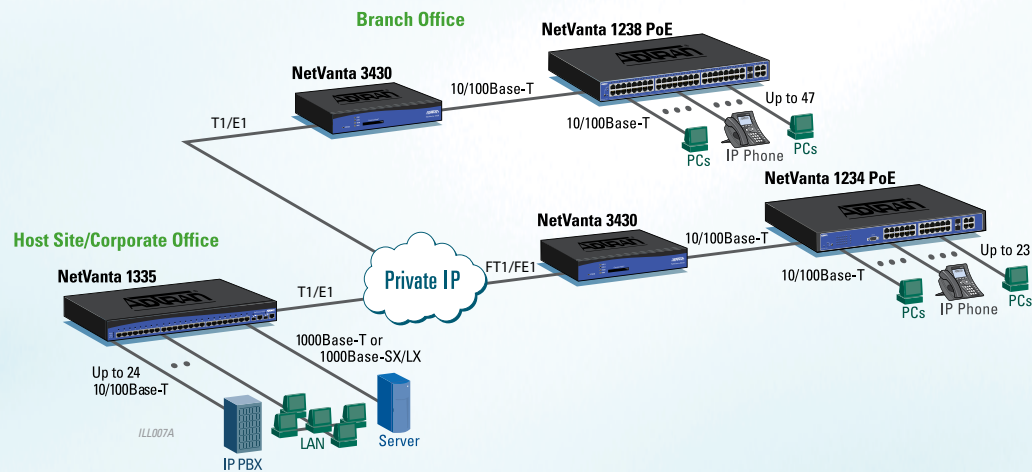 Branch Office
NetVanta 1238 PoE
ADTRAN
NetVanta 3430
ADTRAN
10/100Base-T
T1/E1
10/100Base-T
Up to 47
PCs
IP Phone
PCs
NetVanta 1234 PoE
ADTRAN
NetVanta 3430
ADTRAN
10/100Base-T
FT1/FE1
10/100Base-T
Up to 23
PCs
IP Phone
PCs
Host Site/Corporate Office
NetVanta 1335
ADTRAN
T1/E1
Private IP
1000Base-T or
1000Base-SX/LX
Up to 24
10/100Base-T
ILL007A
IP PBX
LAN
Server